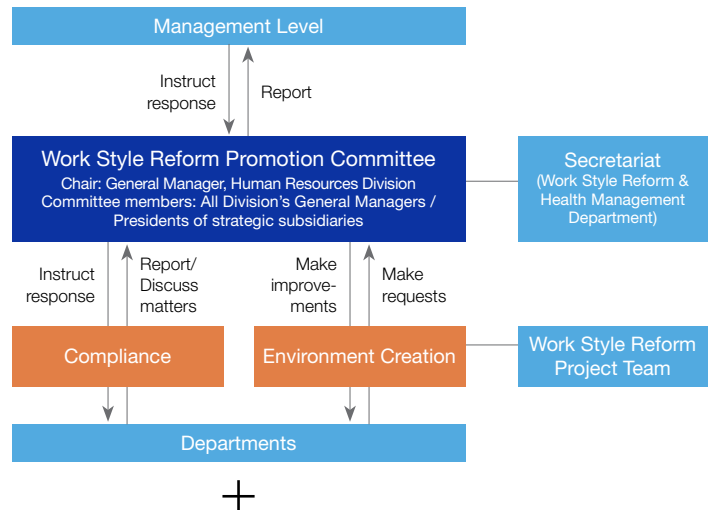 Management Level
Instruct
response
Report
Work Style Reform Promotion Committee
Chair: General Manager, Human Resources Division
Committee members: All Division's General Managers /
Presidents of strategic subsidiaries
Secretariat
(Work Style Reform &
Health Management
Department)
Instruct
response
Report/
Discuss
matters
Make
improve-
ments
Make
requests
Compliance
Environment Creation
Work Style Reform
Project Team
Departments
+